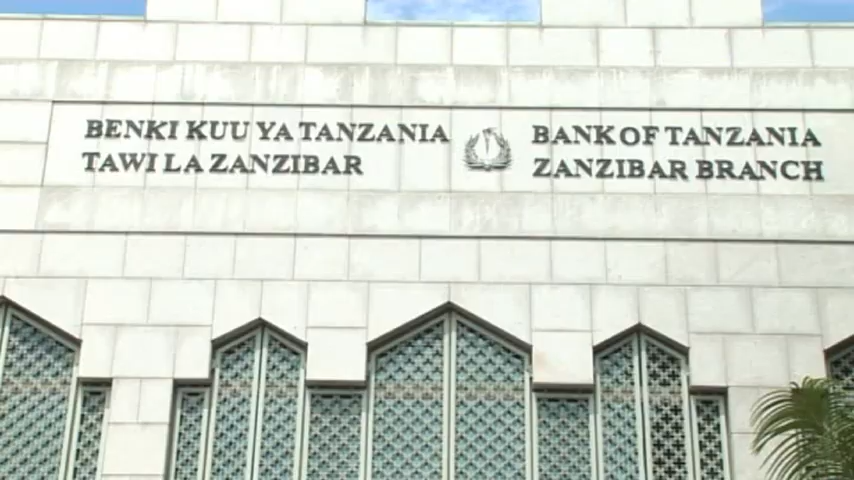 BENKI KUU YA TANZANIA
TAWI LA ZANZIBAR
BANK OF TANZANIA
ZANZIBAR BRANCH